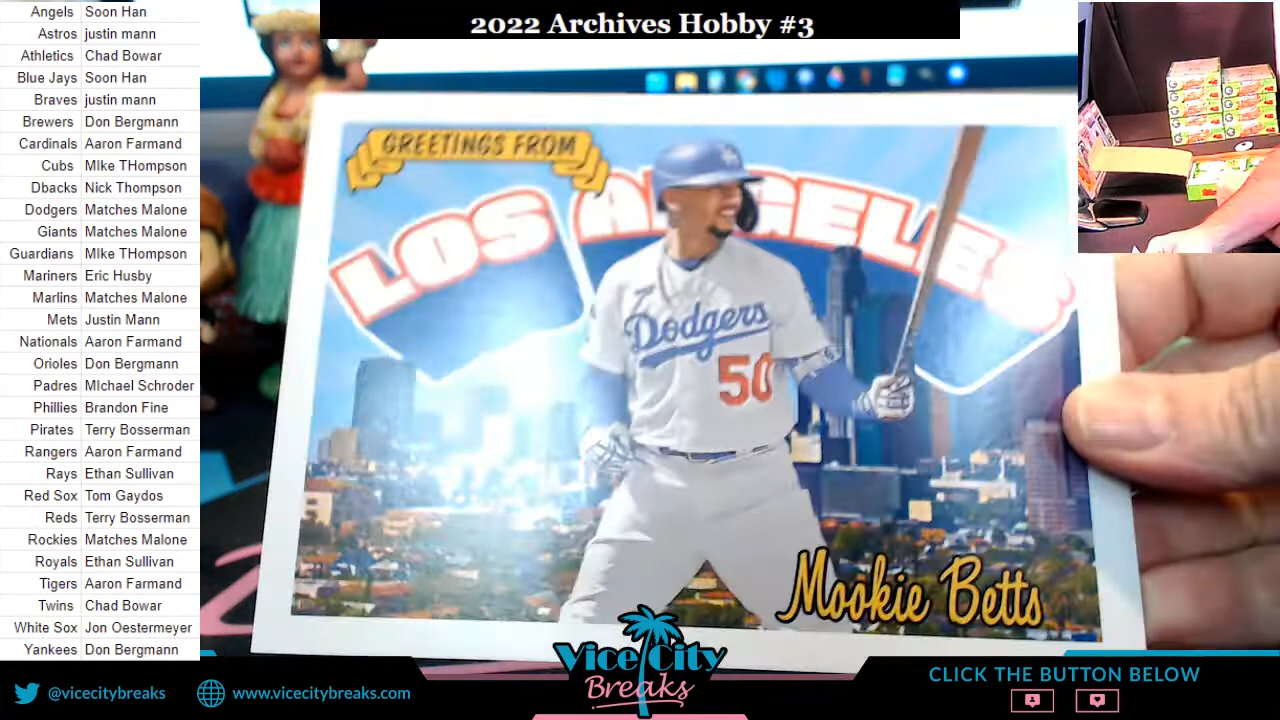 2022 Archives Hobby #3
Angels Soon Han
Astros justin mann
Athletics Chad Bowar
Blue Jays Soon Han
Braves justin mann
Brewers Don Bergmann
Cardinals Aaron Farmand
Cubs MIke THompson
Dbacks Nick Thompson
Dodgers Matches Malone
Giants Matches Malone
Guardians MIke THompson
Mariners Eric Husby
Marlins Matches Malone
Mets Justin Mann
Nationals Aaron Farmand
Orioles Don Bergmann
Padres MIchael Schroder
Phillies Brandon Fine
Pirates Terry Bosserman
Rangers Aaron Farmand
Rays Ethan Sullivan
Red Sox Tom Gaydos
Reds Terry Bosserman
Rockies Matches Malone
Royals Ethan Sullivan
Tigers Aaron Farmand
Twins Chad Bowar
White Sox Jon Oestermeyer
Yankees Don Bergmann
GREETINGS FROM
LOS ANGELES
Dodgers
50
Mookie Betts
Vice City
Breaks
@vicecitybreaks www.vicecitybreaks.com
CLICK THE BUTTON BELOW